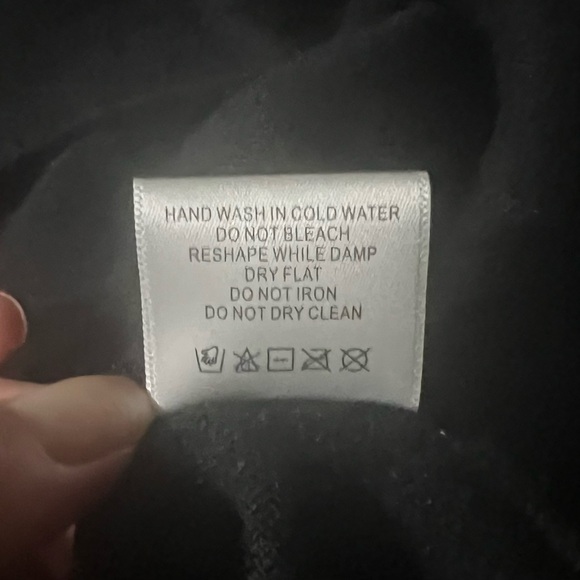 HAND WASH IN COLD WATER
DO NOT BLEACH
RESHAPE WHILE DAMP
DRY FLAT
DO NOT IRON
DO NOT DRY CLEAN